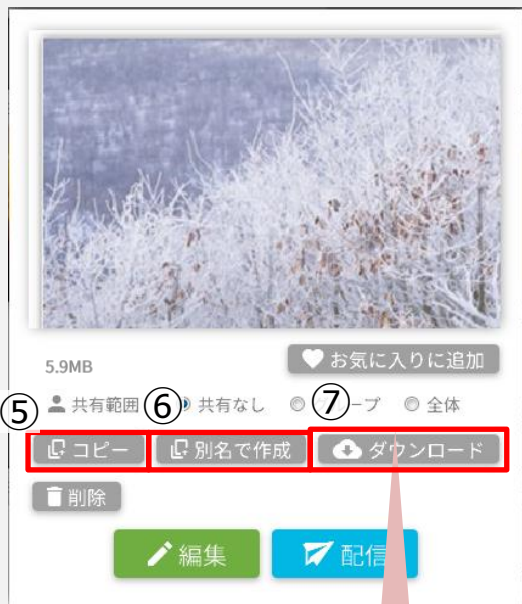 5.9MB
お気に入りに追加
⑤ 共有範囲 ⑥ 共有なし ⑦ ープ 全体
コピー 別名で作成 ダウンロード
削除
編集 配信